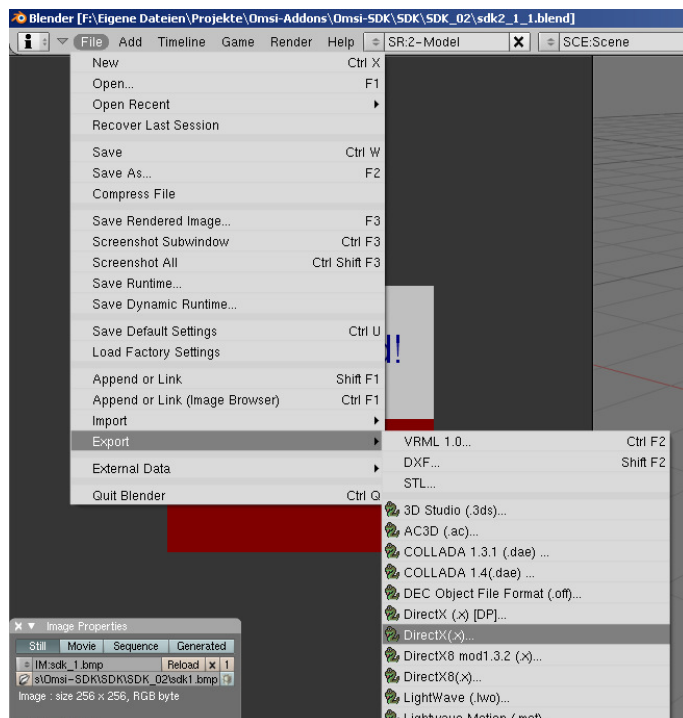 Blender [F:\Eigene Dateien\Projekte\Omsi-Addons\Omsi-SDK\SDK\SDK_02\sdk2_1_1.blend]
File Add Timeline Game Render Help SR:2-Model SCE:Scene
New Ctrl X
Open... F1
Open Recent
Recover Last Session
Save Ctrl W
Save As... F2
Compress File
Save Rendered Image... F3
Screenshot Subwindow Ctrl F3
Screenshot All Ctrl Shift F3
Save Runtime...
Save Dynamic Runtime...
Save Default Settings Ctrl U
Load Factory Settings
Append or Link Shift F1
Append or Link (Image Browser) Ctrl F1
Import
Export
External Data
Quit Blender Ctrl Q
VRML 1.0... Ctrl F2
DXF... Shift F2
STL...
3D Studio (.3ds)...
AC3D (.ac)...
COLLADA 1.3.1 (.dae) ...
COLLADA 1.4(.dae) ...
DEC Object File Format (.off)...
DirectX (.x) [DP]...
DirectX(.x)...
DirectX8 mod1.3.2 (.x)...
DirectX8(.x)...
LightWave (.lwo)...
Lightwave Motion (.mot)...
Image Properties
Still Movie Sequence Generated
IM:sdk_1.bmp Reload X 1
s\Omsi-SDK\SDK\SDK_02\sdk1.bmp
Image : size 256 x 256, RGB byte